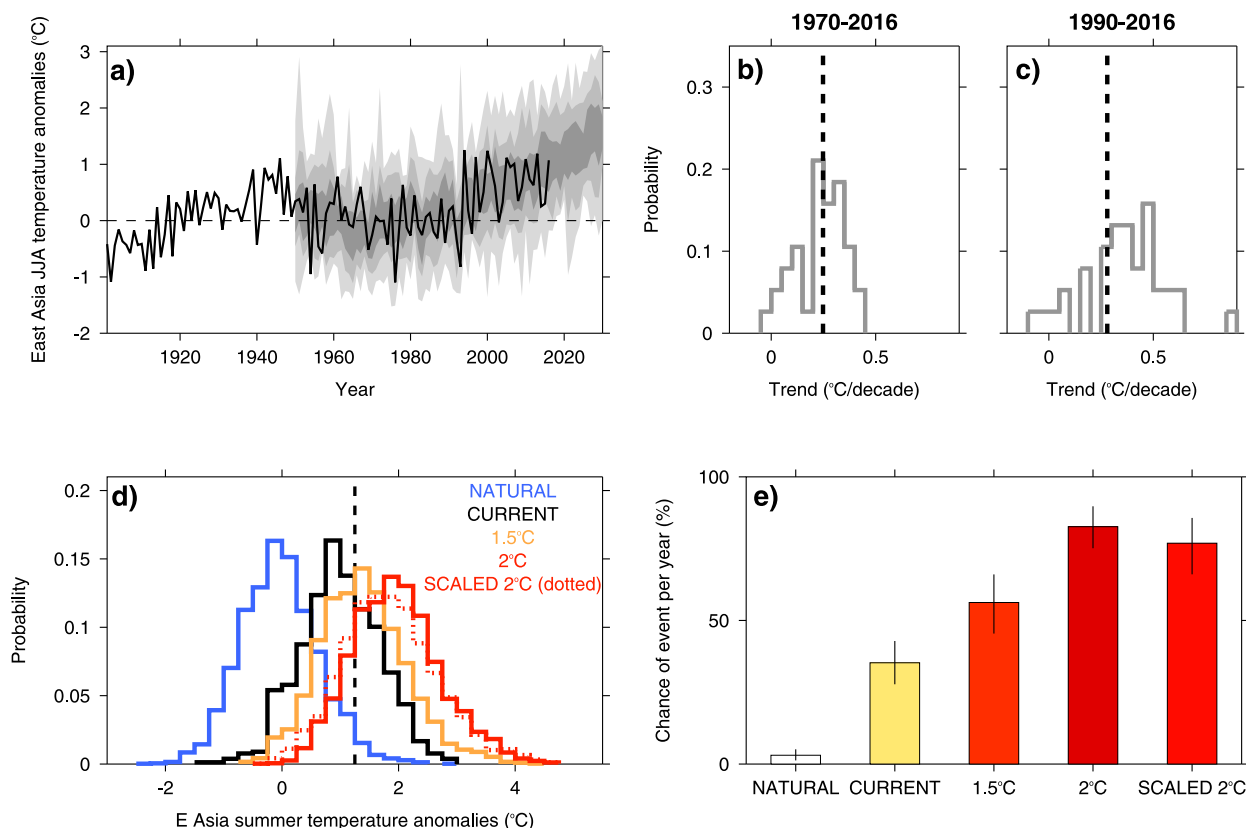 1970-2016
1990-2016
East Asia JJA temperature anomalies (°C)
a)
3
2
1
0
-1
-2
1920
1940
1960
1980
2000
2020
Year
Probability
b)
0.3
0.2
0.1
0
0
0.5
Trend (°C/decade)
c)
0
0.5
Trend (°C/decade)
Probability
d)
0.2
0.15
0.1
0.05
0
NATURAL
CURRENT
1.5°C
2°C
SCALED 2°C (dotted)
-2
0
2
4
E Asia summer temperature anomalies (°C)
Chance of event per year (%)
e)
100
50
0
NATURAL
CURRENT
1.5°C
2°C
SCALED 2°C